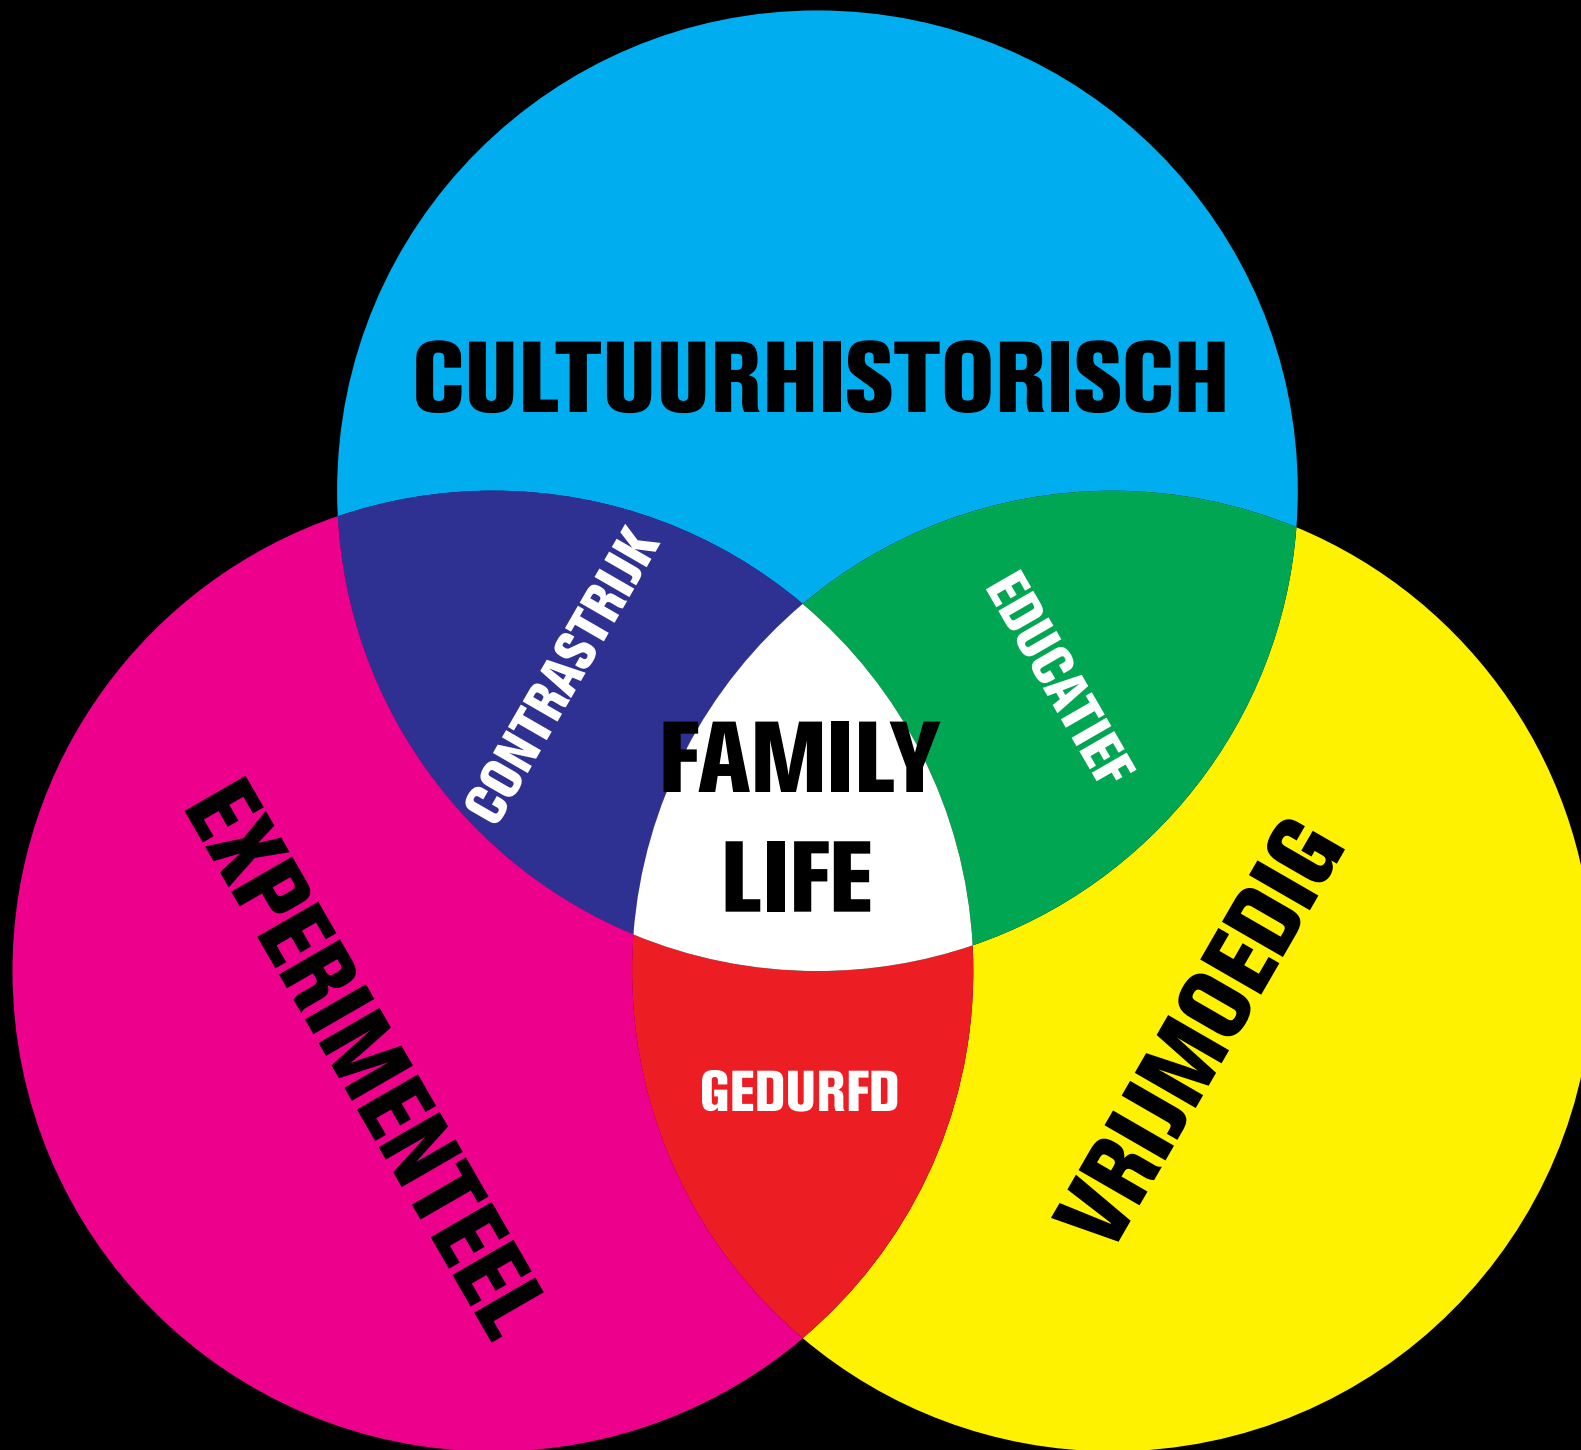 CULTUURHISTORISCH
CONTRASTRIJK
EDUCATIEF
FAMILY
LIFE
EXPERIMENTEEL
VRIJMOEDIG
GEDURFD